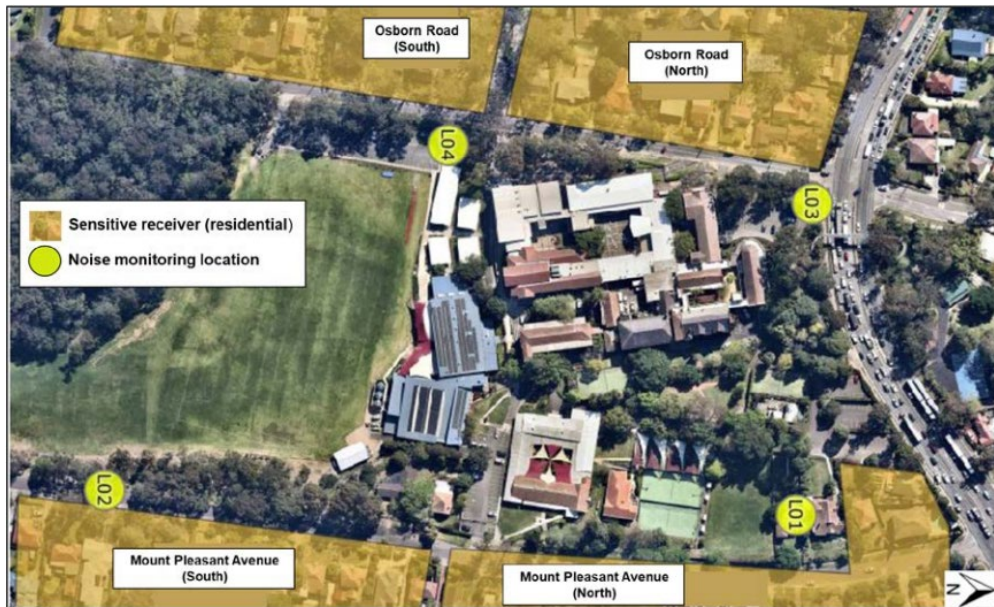 Osborn Road
(South)
Osborn Road
(North)
L04
L03
Sensitive receiver (residential)
Noise monitoring location
L02
L01
Mount Pleasant Avenue
(South)
Mount Pleasant Avenue
(North)
N